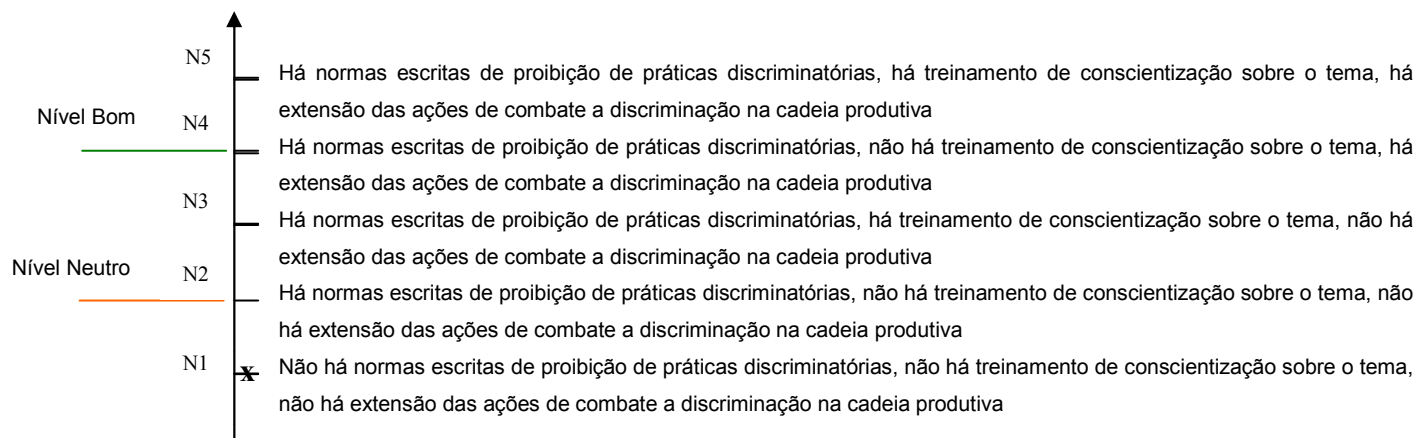 N5
Há normas escritas de proibição de práticas discriminatórias, há treinamento de conscientização sobre o tema, há
extensão das ações de combate a discriminação na cadeia produtiva
Nível Bom
N4
Há normas escritas de proibição de práticas discriminatórias, não há treinamento de conscientização sobre o tema, há
extensão das ações de combate a discriminação na cadeia produtiva
N3
Há normas escritas de proibição de práticas discriminatórias, há treinamento de conscientização sobre o tema, não há
extensão das ações de combate a discriminação na cadeia produtiva
Nível Neutro
N2
Há normas escritas de proibição de práticas discriminatórias, não há treinamento de conscientização sobre o tema, não
há extensão das ações de combate a discriminação na cadeia produtiva
N1
x
Não há normas escritas de proibição de práticas discriminatórias, não há treinamento de conscientização sobre o tema,
não há extensão das ações de combate a discriminação na cadeia produtiva